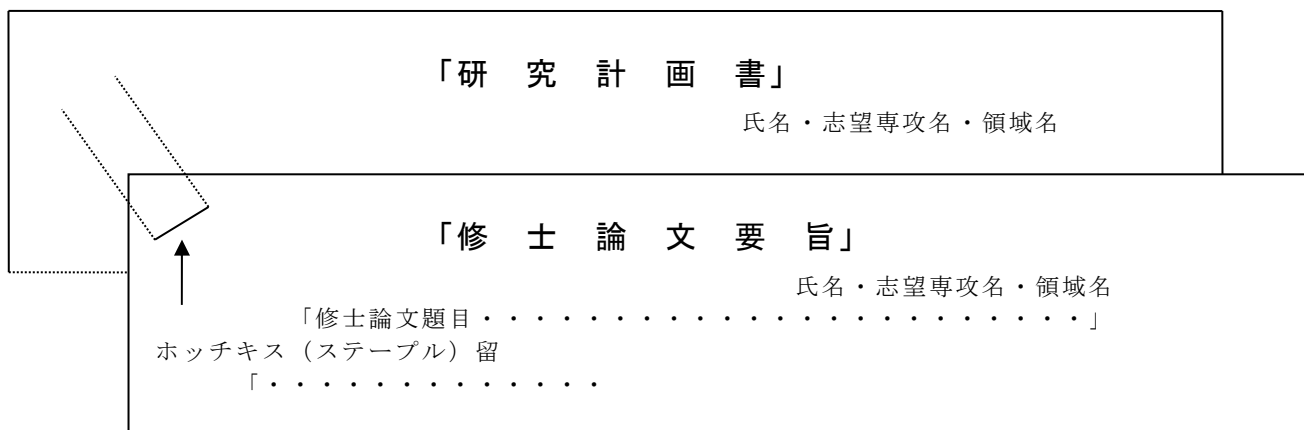 「研　究　計　画　書」
氏名・志望専攻名・領域名
「修　士　論　文　要　旨」
氏名・志望専攻名・領域名
「修士論文題目・・・・・・・・・・・・・・・・・・・・・・・」
ホッチキス（ステープル）留
「・・・・・・・・・・・・・